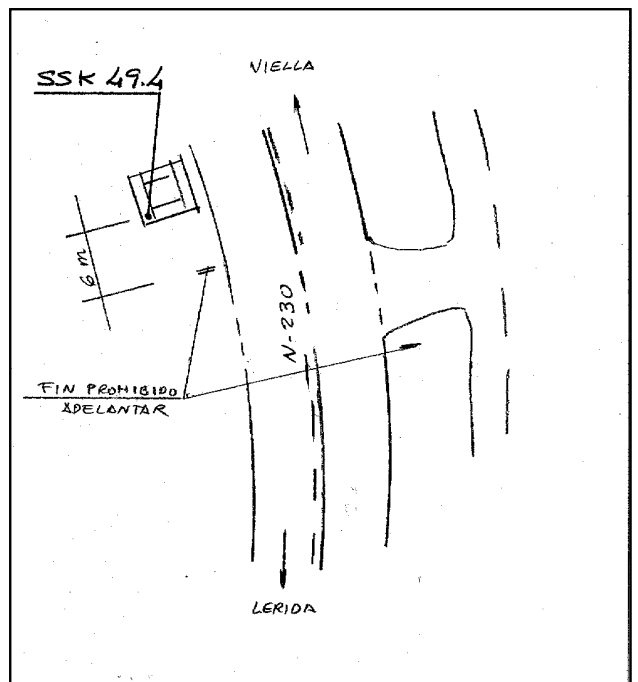 VIELLA
SSK 49.4
6 m
N-230
FIN PROHIBIDO
ADELANTAR
LERIDA